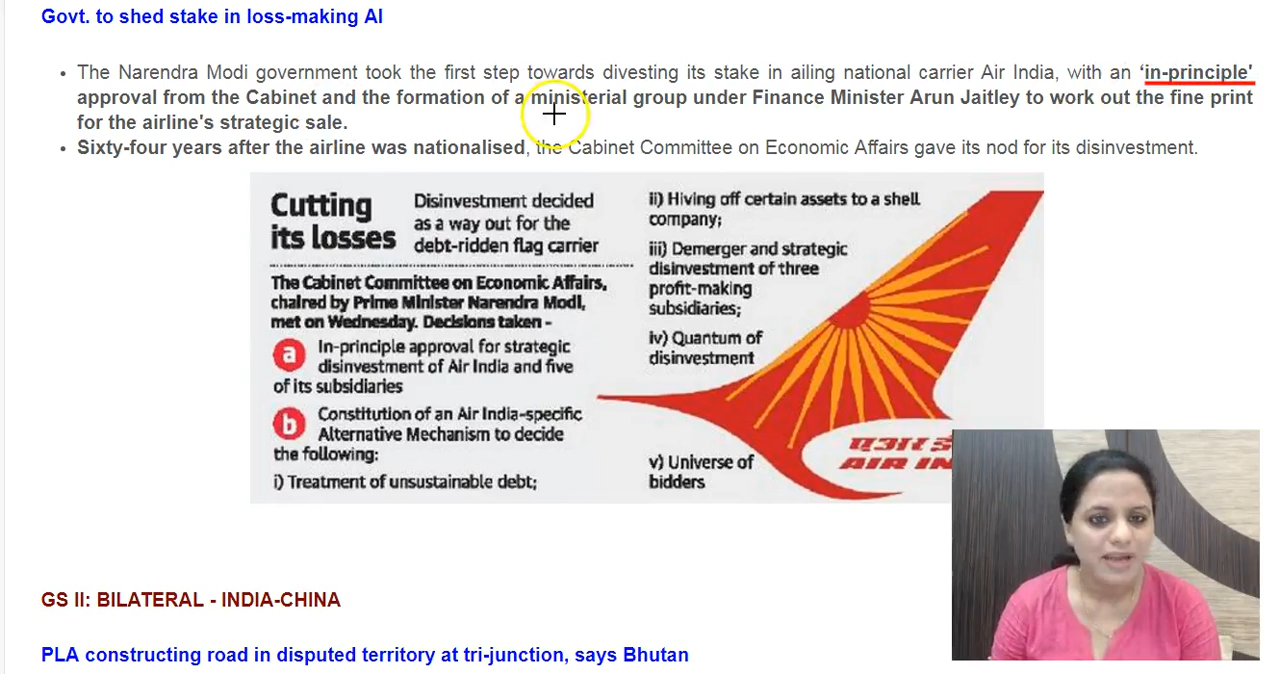 Govt. to shed stake in loss-making AI
• The Narendra Modi government took the first step towards divesting its stake in ailing national carrier Air India, with an ‘in-principle'
approval from the Cabinet and the formation of a ministerial group under Finance Minister Arun Jaitley to work out the fine print
for the airline's strategic sale.
• Sixty-four years after the airline was nationalised, the Cabinet Committee on Economic Affairs gave its nod for its disinvestment.
Cutting
its losses
Disinvestment decided
as a way out for the
debt-ridden flag carrier
The Cabinet Committee on Economic Affairs,
chaired by Prime Minister Narendra Modi,
met on Wednesday. Decisions taken -
a In-principle approval for strategic
disinvestment of Air India and five
of its subsidiaries
b Constitution of an Air India-specific
Alternative Mechanism to decide
the following:
i) Treatment of unsustainable debt;
ii) Hiving off certain assets to a shell
company;
iii) Demerger and strategic
disinvestment of three
profit-making
subsidiaries;
iv) Quantum of
disinvestment
v) Universe of
bidders
एअर इं
AIR IN
GS II: BILATERAL - INDIA-CHINA
PLA constructing road in disputed territory at tri-junction, says Bhutan